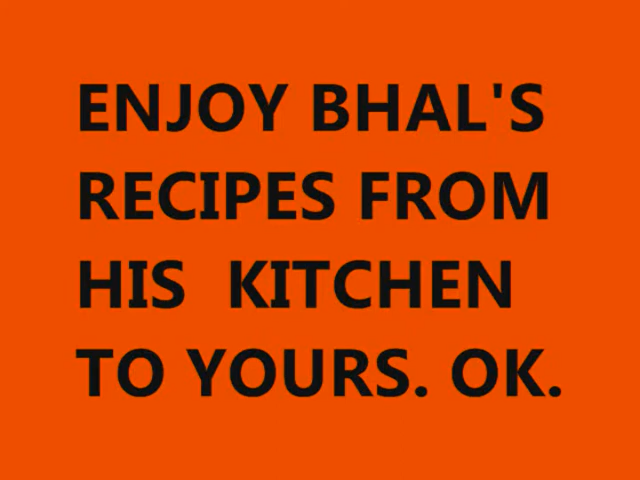 ENJOY BHAL'S
RECIPES FROM
HIS  KITCHEN
TO YOURS. OK.